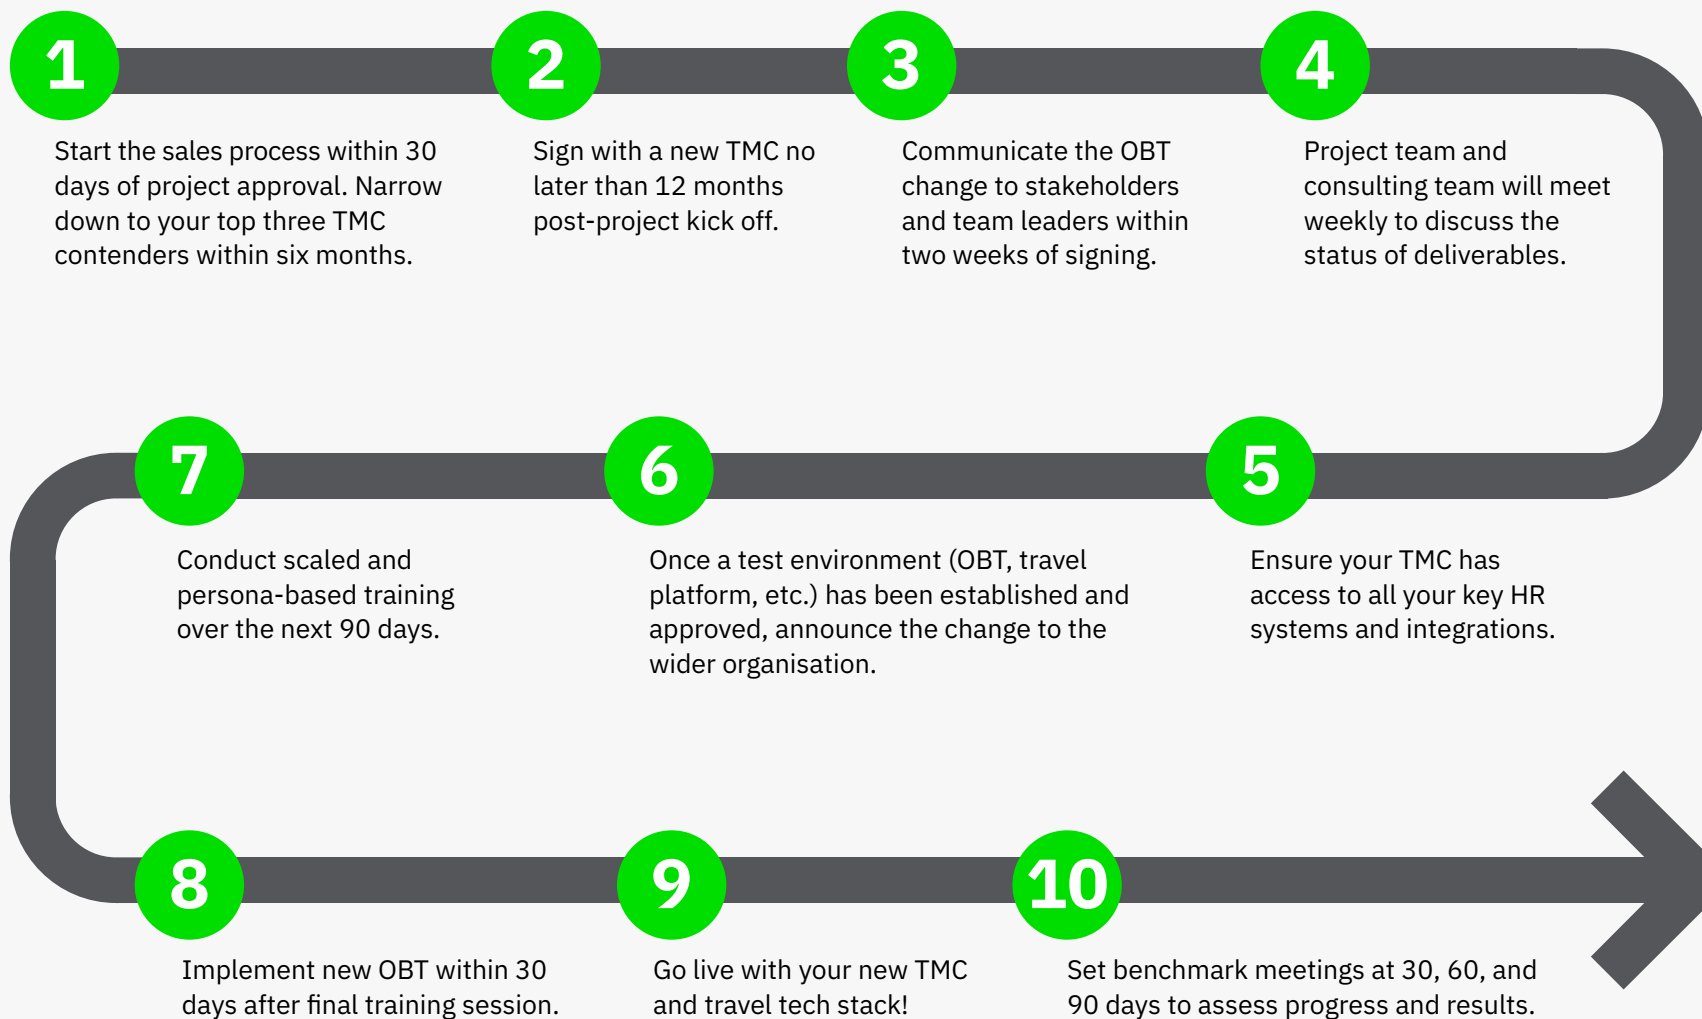 1
Start the sales process within 30
days of project approval. Narrow
down to your top three TMC
contenders within six months.
2
Sign with a new TMC no
later than 12 months
post-project kick off.
3
Communicate the OBT
change to stakeholders
and team leaders within
two weeks of signing.
4
Project team and
consulting team will meet
weekly to discuss the
status of deliverables.
5
Ensure your TMC has
access to all your key HR
systems and integrations.
6
Once a test environment (OBT, travel
platform, etc.) has been established and
approved, announce the change to the
wider organisation.
7
Conduct scaled and
persona-based training
over the next 90 days.
8
Implement new OBT within 30
days after final training session.
9
Go live with your new TMC
and travel tech stack!
10
Set benchmark meetings at 30, 60, and
90 days to assess progress and results.